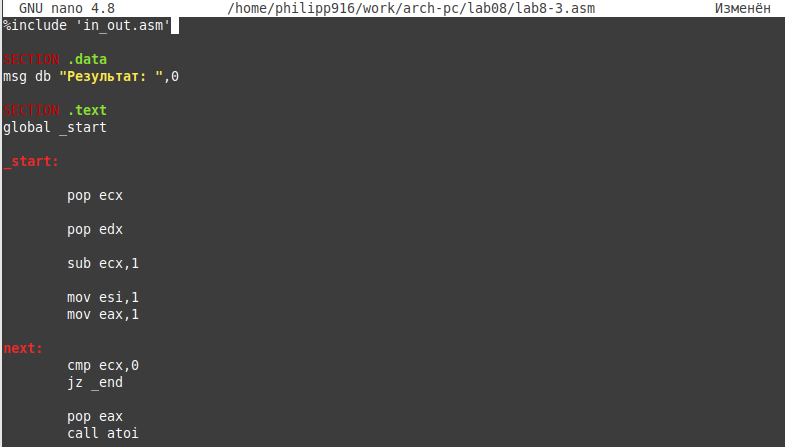 GNU nano 4.8 /home/philipp916/work/arch-pc/lab08/lab8-3.asm Изменён
%include 'in_out.asm'
SECTION .data
msg db "Результат: ",0
SECTION .text
global _start
_start:
pop ecx
pop edx
sub ecx,1
mov esi,1
mov eax,1
next:
cmp ecx,0
jz _end
pop eax
call atoi